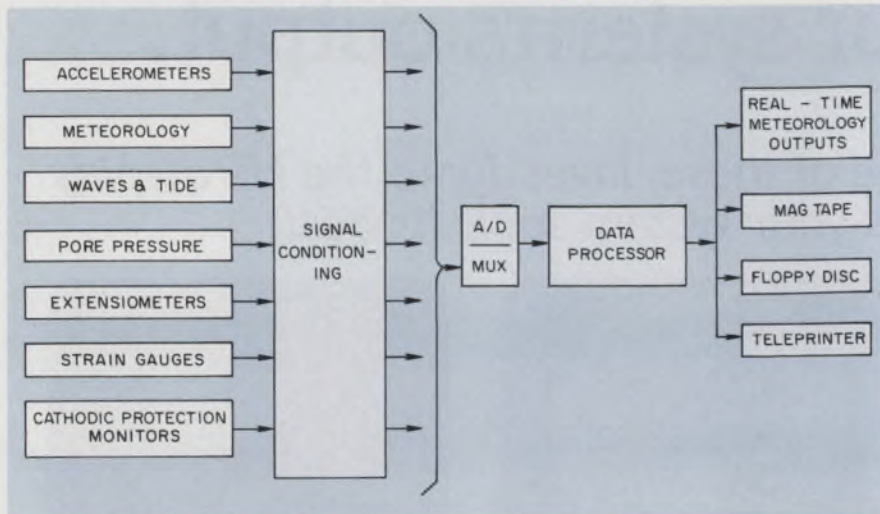 ACCELEROMETERS
METEOROLOGY
WAVES & TIDE
PORE PRESSURE
EXTENSIOMETERS
STRAIN GAUGES
CATHODIC PROTECTION
MONITORS
SIGNAL
CONDITION-
ING
A/D
MUX
DATA
PROCESSOR
REAL - TIME
METEOROLOGY
OUTPUTS
MAG TAPE
FLOPPY DISC
TELEPRINTER